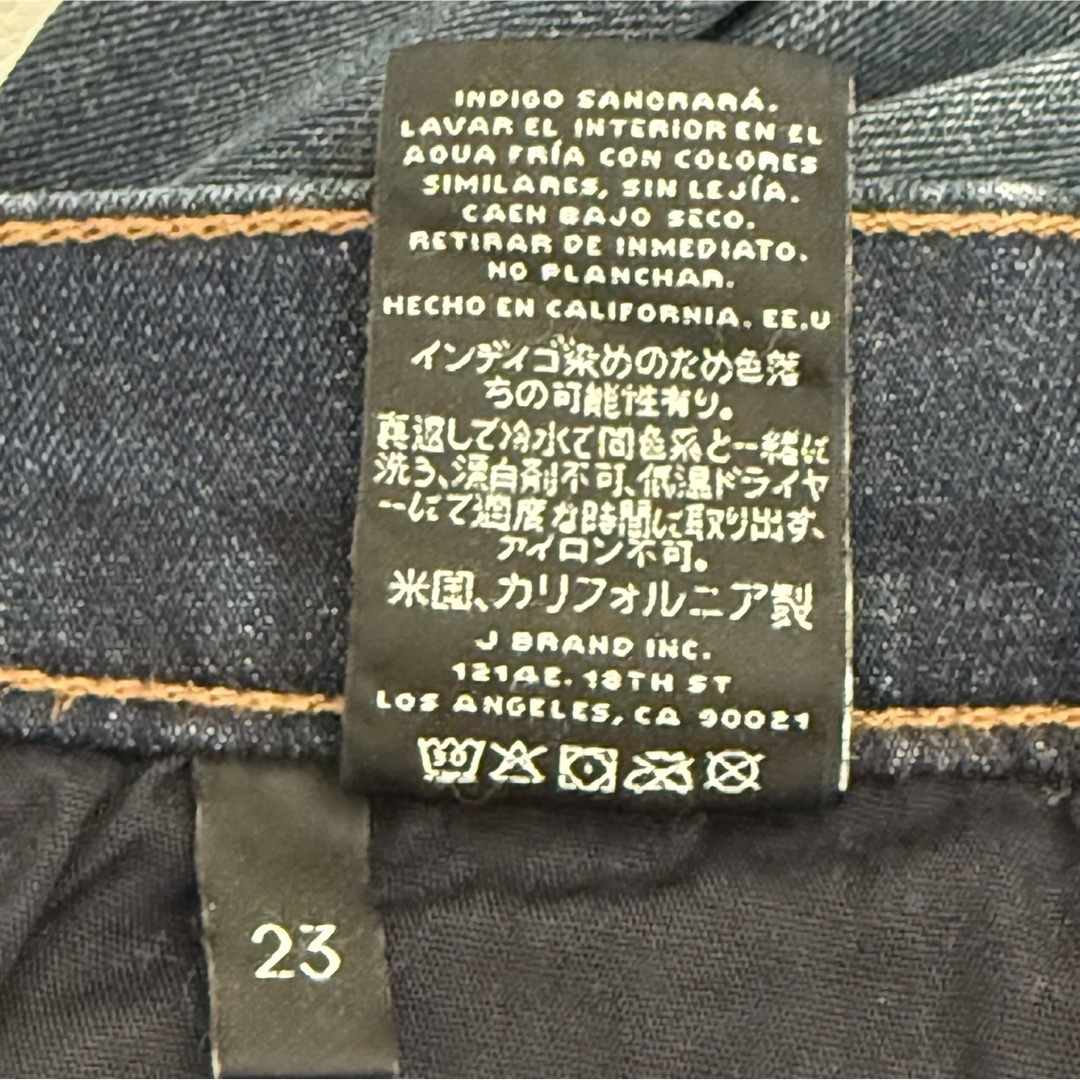 INDIGO SANGRARÁ.
LAVAR EL INTERIOR EN EL
AGUA FRÍA CON COLORES
SIMILARES, SIN LEJÍA.
CAEN BAJO SECO.
RETIRAR DE INMEDIATO.
NO PLANCHAR.
HECHO EN CALIFORNIA. EE.U
インディゴ染めのため色落
ちの可能性有り。
裏返して冷水で同色系と一緒に
洗う、漂白剤不可、低温ドライヤ
ーにて適度な時間に取り出す、
アイロン不可。
米国、カリフォルニア製
J BRAND INC.
1214E. 18TH ST
LOS ANGELES, CA 90021
30
23